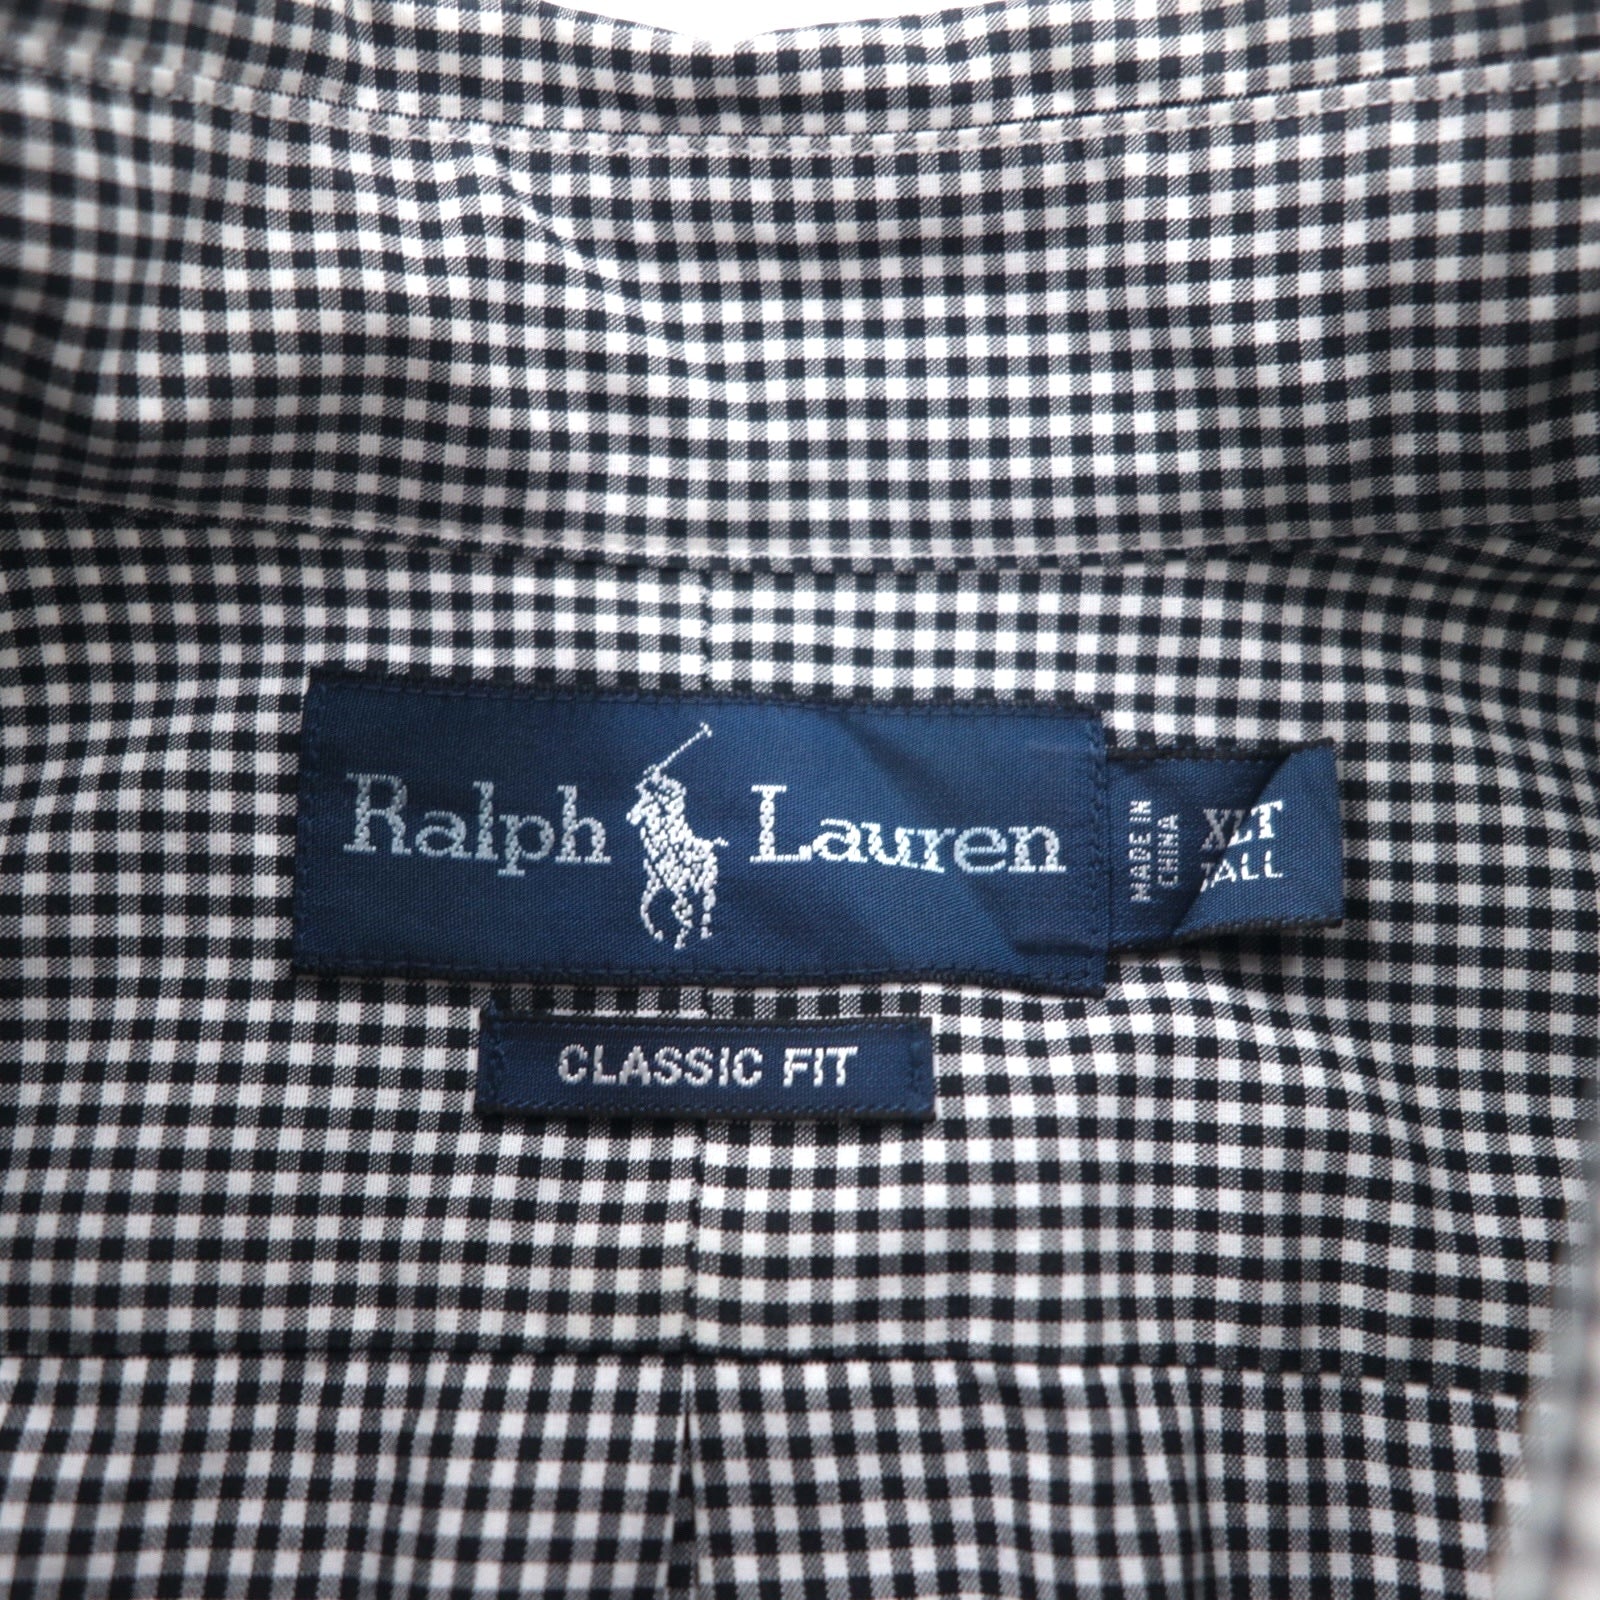 Ralph Lauren
MADE IN
CHINA
XLT
TALL
CLASSIC FIT